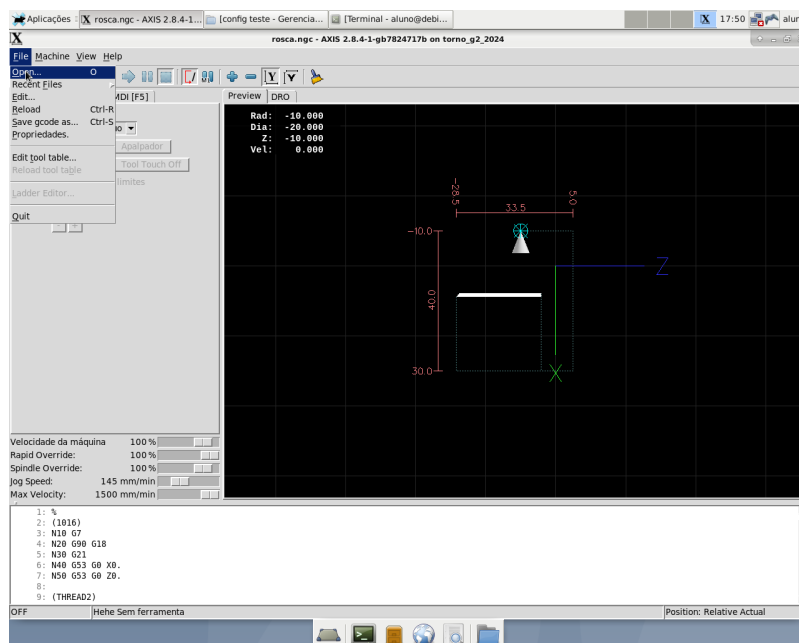 Aplicações : X rosca.ngc - AXIS 2.8.4-1... [config teste - Gerencia... [Terminal - aluno@debi... X 17:50 alun
X rosca.ngc - AXIS 2.8.4-1-gb7824717b on torno_g2_2024
File Machine View Help
Open... O
Recent Files
Edit...
Reload Ctrl-R
Save gcode as... Ctrl-S
Propriedades.
Edit tool table...
Reload tool table
Ladder Editor...
Quit
MDI [F5]
Apalpador
Tool Touch Off
limites
Preview DRO
Rad: -10.000
Dia: -20.000
Z: -10.000
Vel: 0.000
-28.5
33.5
5.0
-10.0
Z
40.0
30.0
X
Velocidade da máquina 100 %
Rapid Override: 100 %
Spindle Override: 100 %
Jog Speed: 145 mm/min
Max Velocity: 1500 mm/min
1: %
2: (1016)
3: N10 G7
4: N20 G90 G18
5: N30 G21
6: N40 G53 G0 X0.
7: N50 G53 G0 Z0.
8:
9: (THREAD2)
OFF Hehe Sem ferramenta Position: Relative Actual